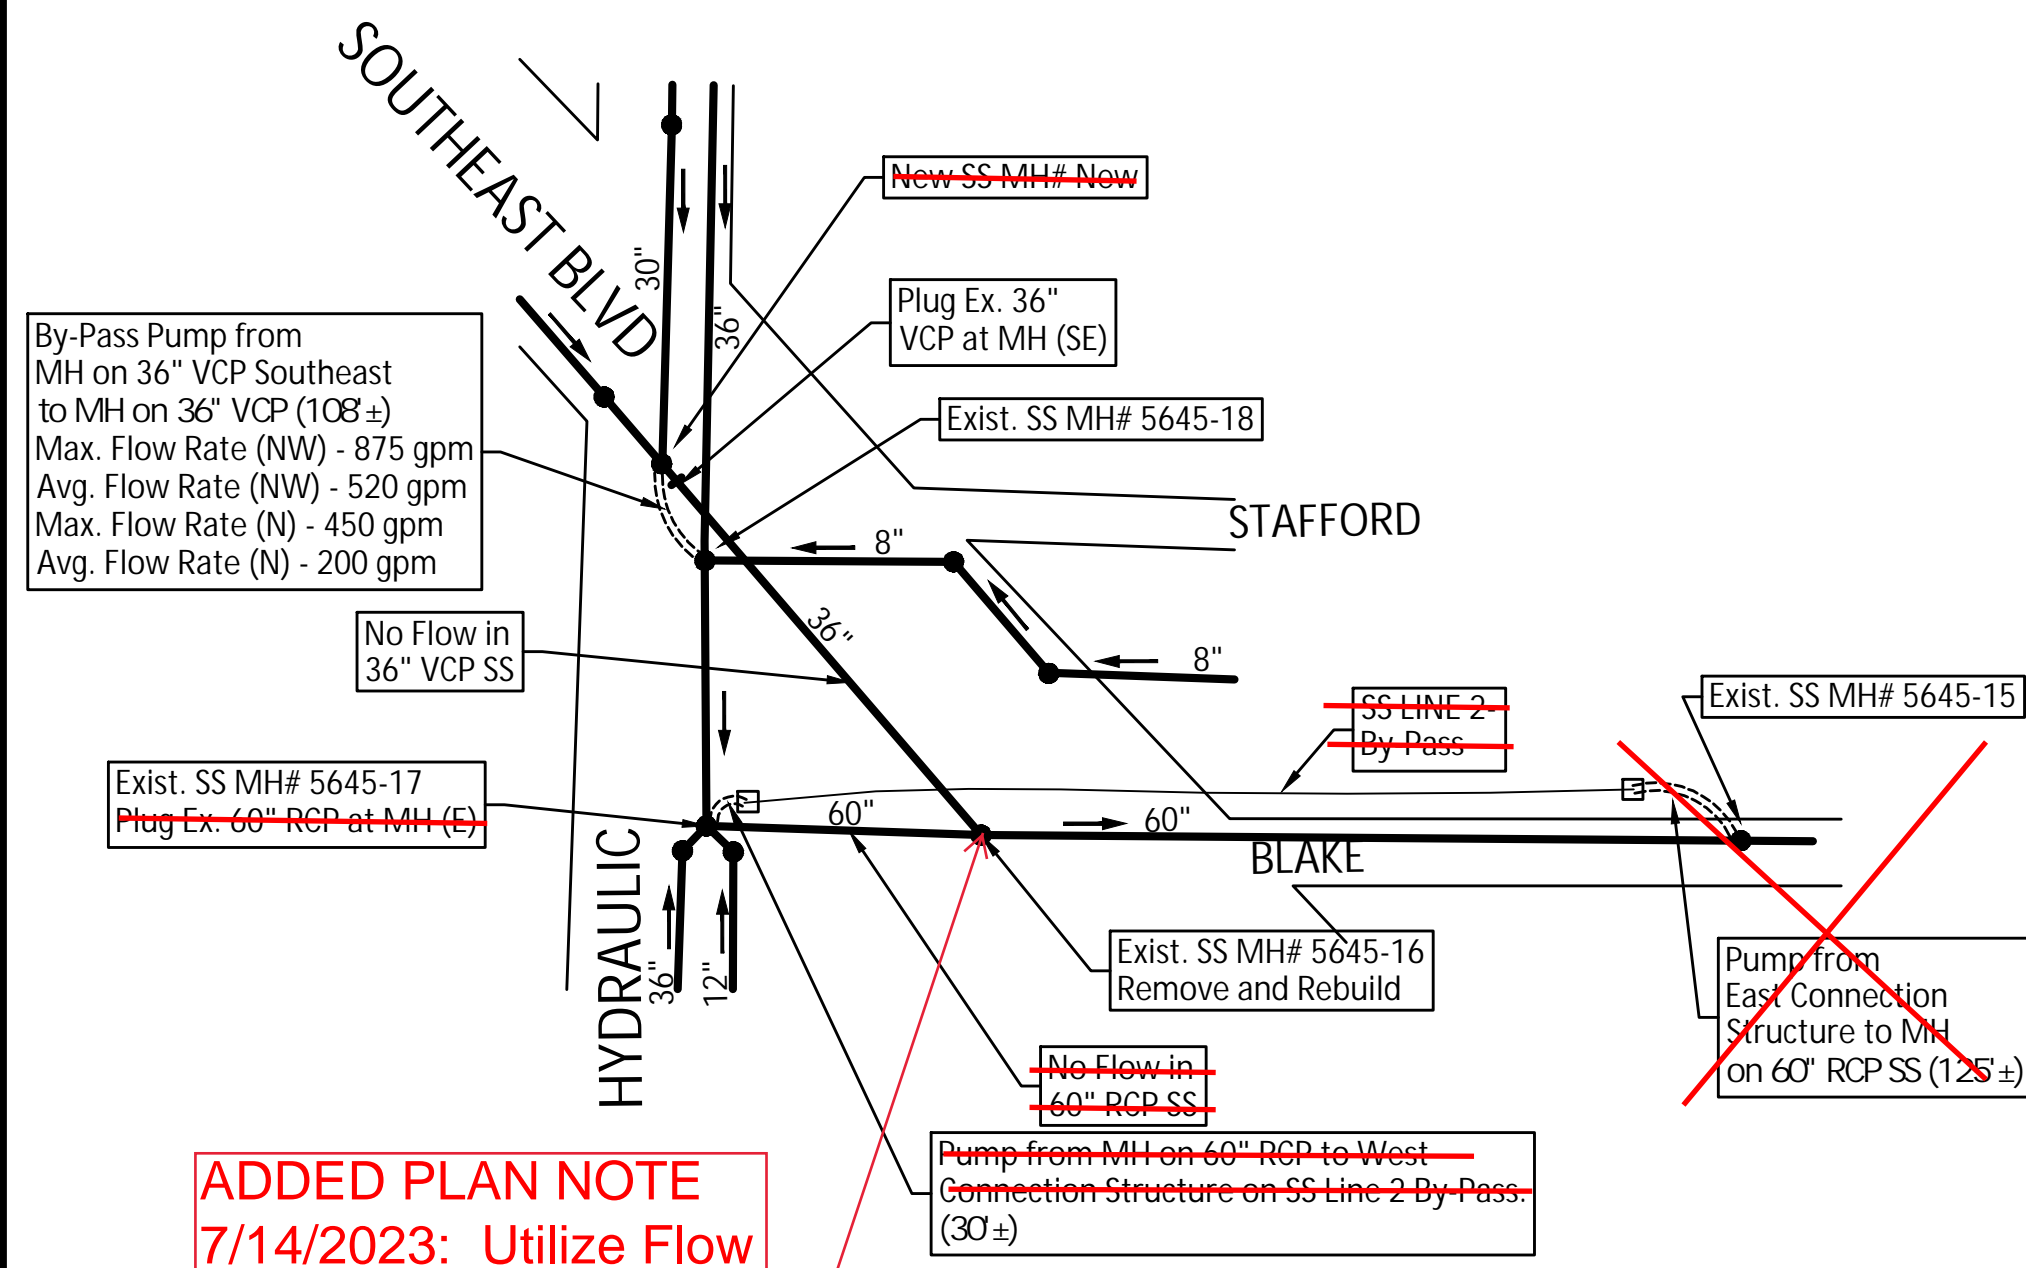 SOUTHEAST BLVD
30"
36"
New SS MH# New
Plug Ex. 36"
VCP at MH (SE)
By-Pass Pump from
MH on 36" VCP Southeast
to MH on 36" VCP (108'±)
Max. Flow Rate (NW) - 875 gpm
Avg. Flow Rate (NW) - 520 gpm
Max. Flow Rate (N) - 450 gpm
Avg. Flow Rate (N) - 200 gpm
Exist. SS MH# 5645-18
STAFFORD
8"
36"
No Flow in
36" VCP SS
8"
SS LINE 2-
By-Pass
Exist. SS MH# 5645-15
Exist. SS MH# 5645-17
Plug Ex. 60" RCP at MH (E)
60"
60"
BLAKE
HYDRAULIC
36"
12"
Exist. SS MH# 5645-16
Remove and Rebuild
Pump from
East Connection
Structure to MH
on 60" RCP SS (125'±)
No Flow in
60" RCP SS
Pump from MH on 60" RCP to West
Connection Structure on SS Line 2 By-Pass.
(30'±)
ADDED PLAN NOTE
7/14/2023: Utilize Flow